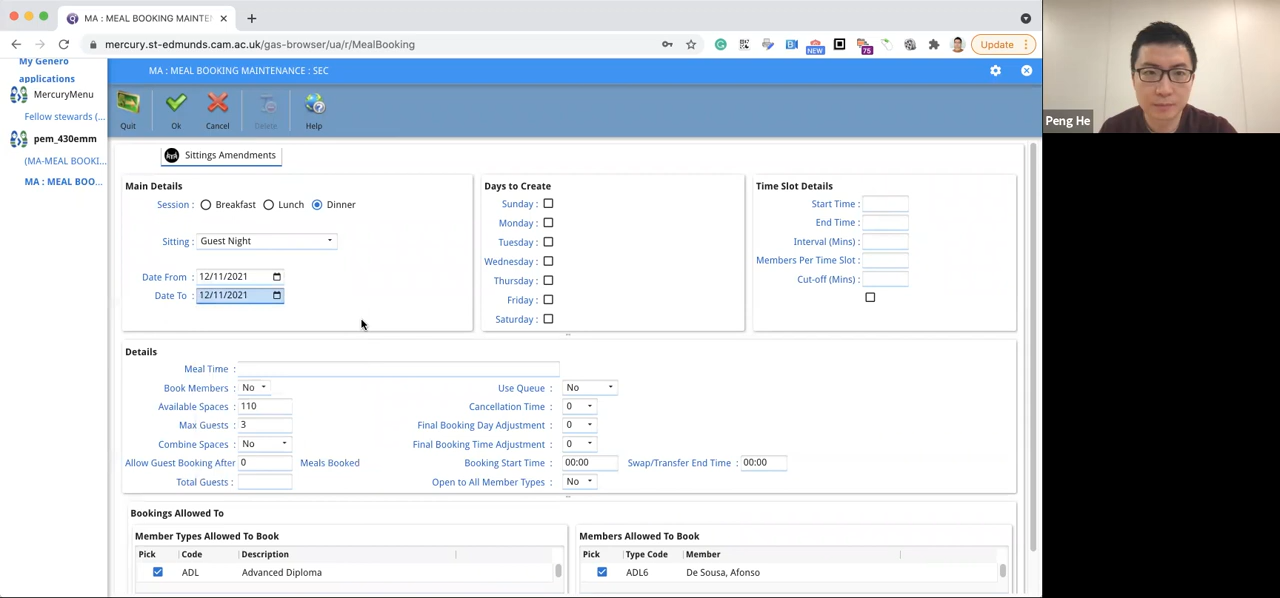 MA : MEAL BOOKING MAINTE
mercury.st-edmunds.cam.ac.uk/gas-browser/ua/r/MealBooking
NEW
75
Update
My Genero
applications
MercuryMenu
Fellow stewards (...
pem_430emm
(MA-MEAL BOOKI...
MA : MEAL BOO...
MA : MEAL BOOKING MAINTENANCE : SEC
Quit
Ok
Cancel
Delete
Help
Sittings Amendments
Main Details
Session : Breakfast Lunch Dinner
Sitting : Guest Night
Date From : 12/11/2021
Date To : 12/11/2021
Days to Create
Sunday :
Monday :
Tuesday :
Wednesday :
Thursday :
Friday :
Saturday :
Time Slot Details
Start Time :
End Time :
Interval (Mins) :
Members Per Time Slot :
Cut-off (Mins) :
Details
Meal Time :
Book Members : No Use Queue : No
Available Spaces : 110 Cancellation Time : 0
Max Guests : 3 Final Booking Day Adjustment : 0
Combine Spaces : No Final Booking Time Adjustment : 0
Allow Guest Booking After 0 Meals Booked Booking Start Time : 00:00 Swap/Transfer End Time : 00:00
Total Guests : Open to All Member Types : No
Bookings Allowed To
Member Types Allowed To Book
Pick Code Description
ADL Advanced Diploma
Members Allowed To Book
Pick Type Code Member
ADL6 De Sousa, Afonso
Peng He